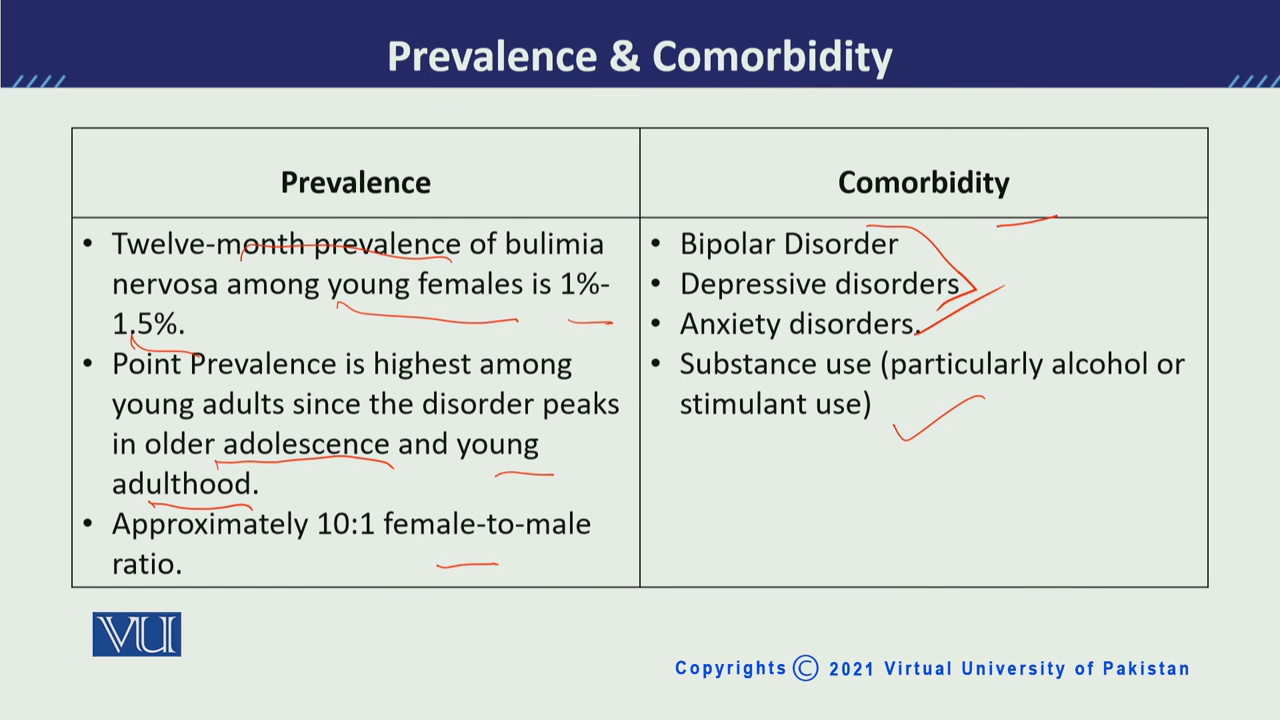 Prevalence & Comorbidity
Prevalence
• Twelve-month prevalence of bulimia
nervosa among young females is 1%-
1.5%.
• Point Prevalence is highest among
young adults since the disorder peaks
in older adolescence and young
adulthood.
• Approximately 10:1 female-to-male
ratio.
Comorbidity
• Bipolar Disorder
• Depressive disorders
• Anxiety disorders.
• Substance use (particularly alcohol or
stimulant use)
VU
Copyrights © 2021 Virtual University of Pakistan